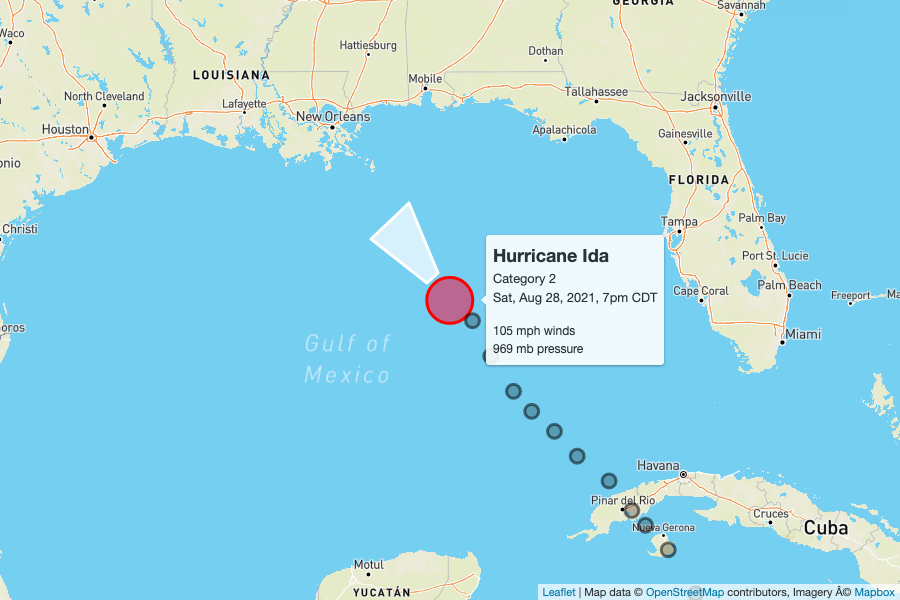 GEORGIA
Savannah
Waco
Hattiesburg
Dothan
LOUISIANA
Mobile
North Cleveland
Lafayette
Tallahassee
Jacksonville
New Orleans
Houston
Apalachicola
Gainesville
onio
FLORIDA
Christi
Tampa
Palm Bay
Hurricane Ida
Category 2
Sat, Aug 28, 2021, 7pm CDT
105 mph winds
969 mb pressure
Port St. Lucie
Cape Coral
Palm Beach
Freeport
Ma
oros
Miami
Gulf of
Mexico
Havana
Pinar del Rio
Nueva Gerona
Cruces
Cuba
Motul
YUCATÁN
Leaflet | Map data © OpenStreetMap contributors, Imagery Â© Mapbox